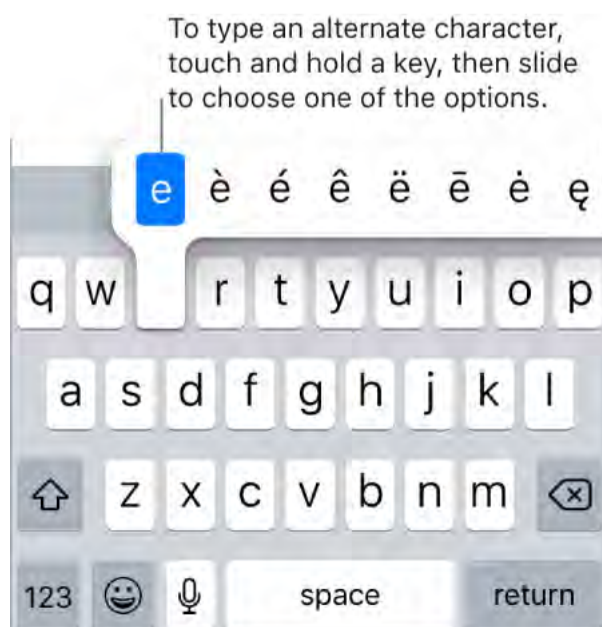 To type an alternate character,
touch and hold a key, then slide
to choose one of the options.
e è é ê ë ē ė ę
q w r t y u i o p
a s d f g h j k l
z x c v b n m
123 space return